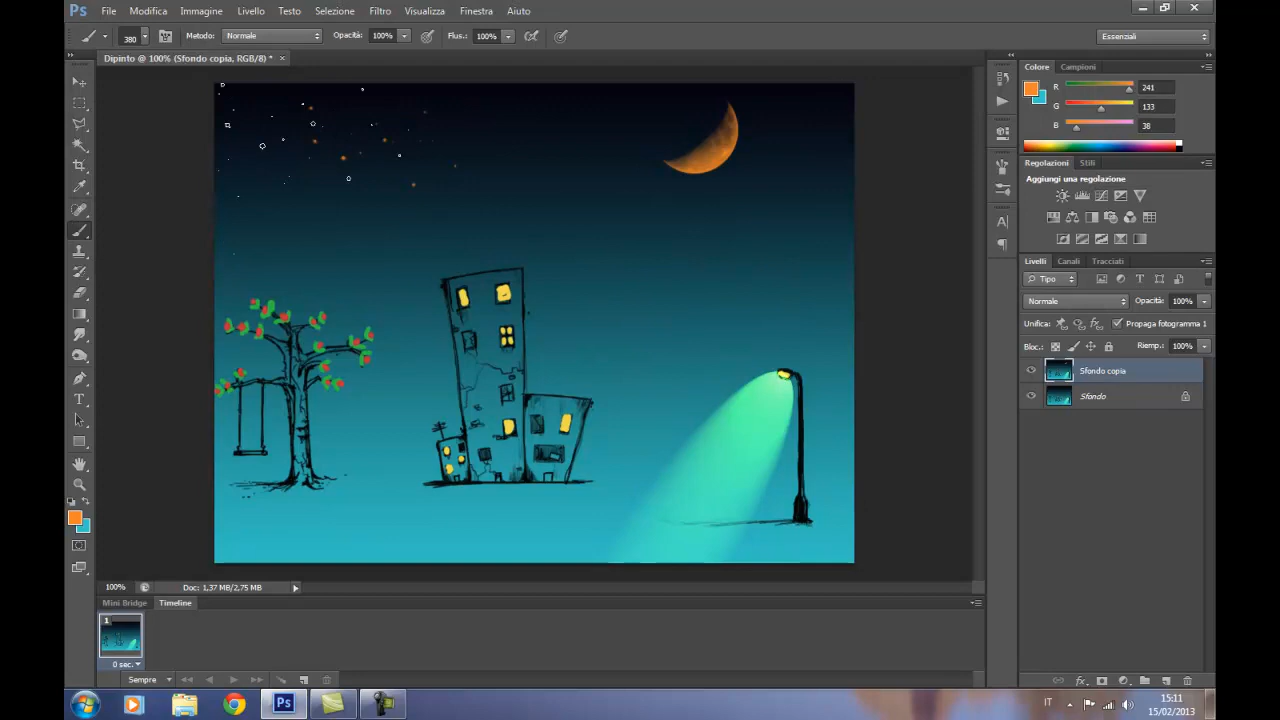 Ps File Modifica Immagine Livello Testo Selezione Filtro Visualizza Finestra Aiuto
380 Metodo: Normale Opacità: 100% Flus.: 100% Essenziali
Dipinto @ 100% (Sfondo copia, RGB/8) *
Colore Campioni
R 241
G 133
B 38
Regolazioni Stili
Aggiungi una regolazione
Livelli Canali Tracciati
Tipo
Normale Opacità: 100%
Unifica: Propaga fotogramma 1
Bloc.: Riemp.: 100%
Sfondo copia
Sfondo
100% Doc: 1,37 MB/2,75 MB
Mini Bridge Timeline
1
0 sec.
Sempre
Ps IT 15:11
15/02/2013